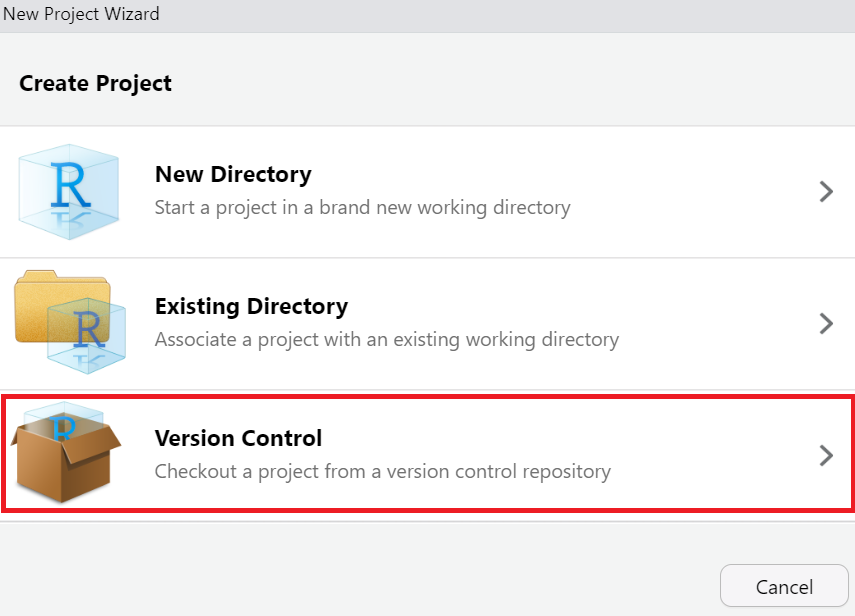 New Project Wizard
Create Project
R
New Directory
Start a project in a brand new working directory
R
Existing Directory
Associate a project with an existing working directory
R
Version Control
Checkout a project from a version control repository
Cancel